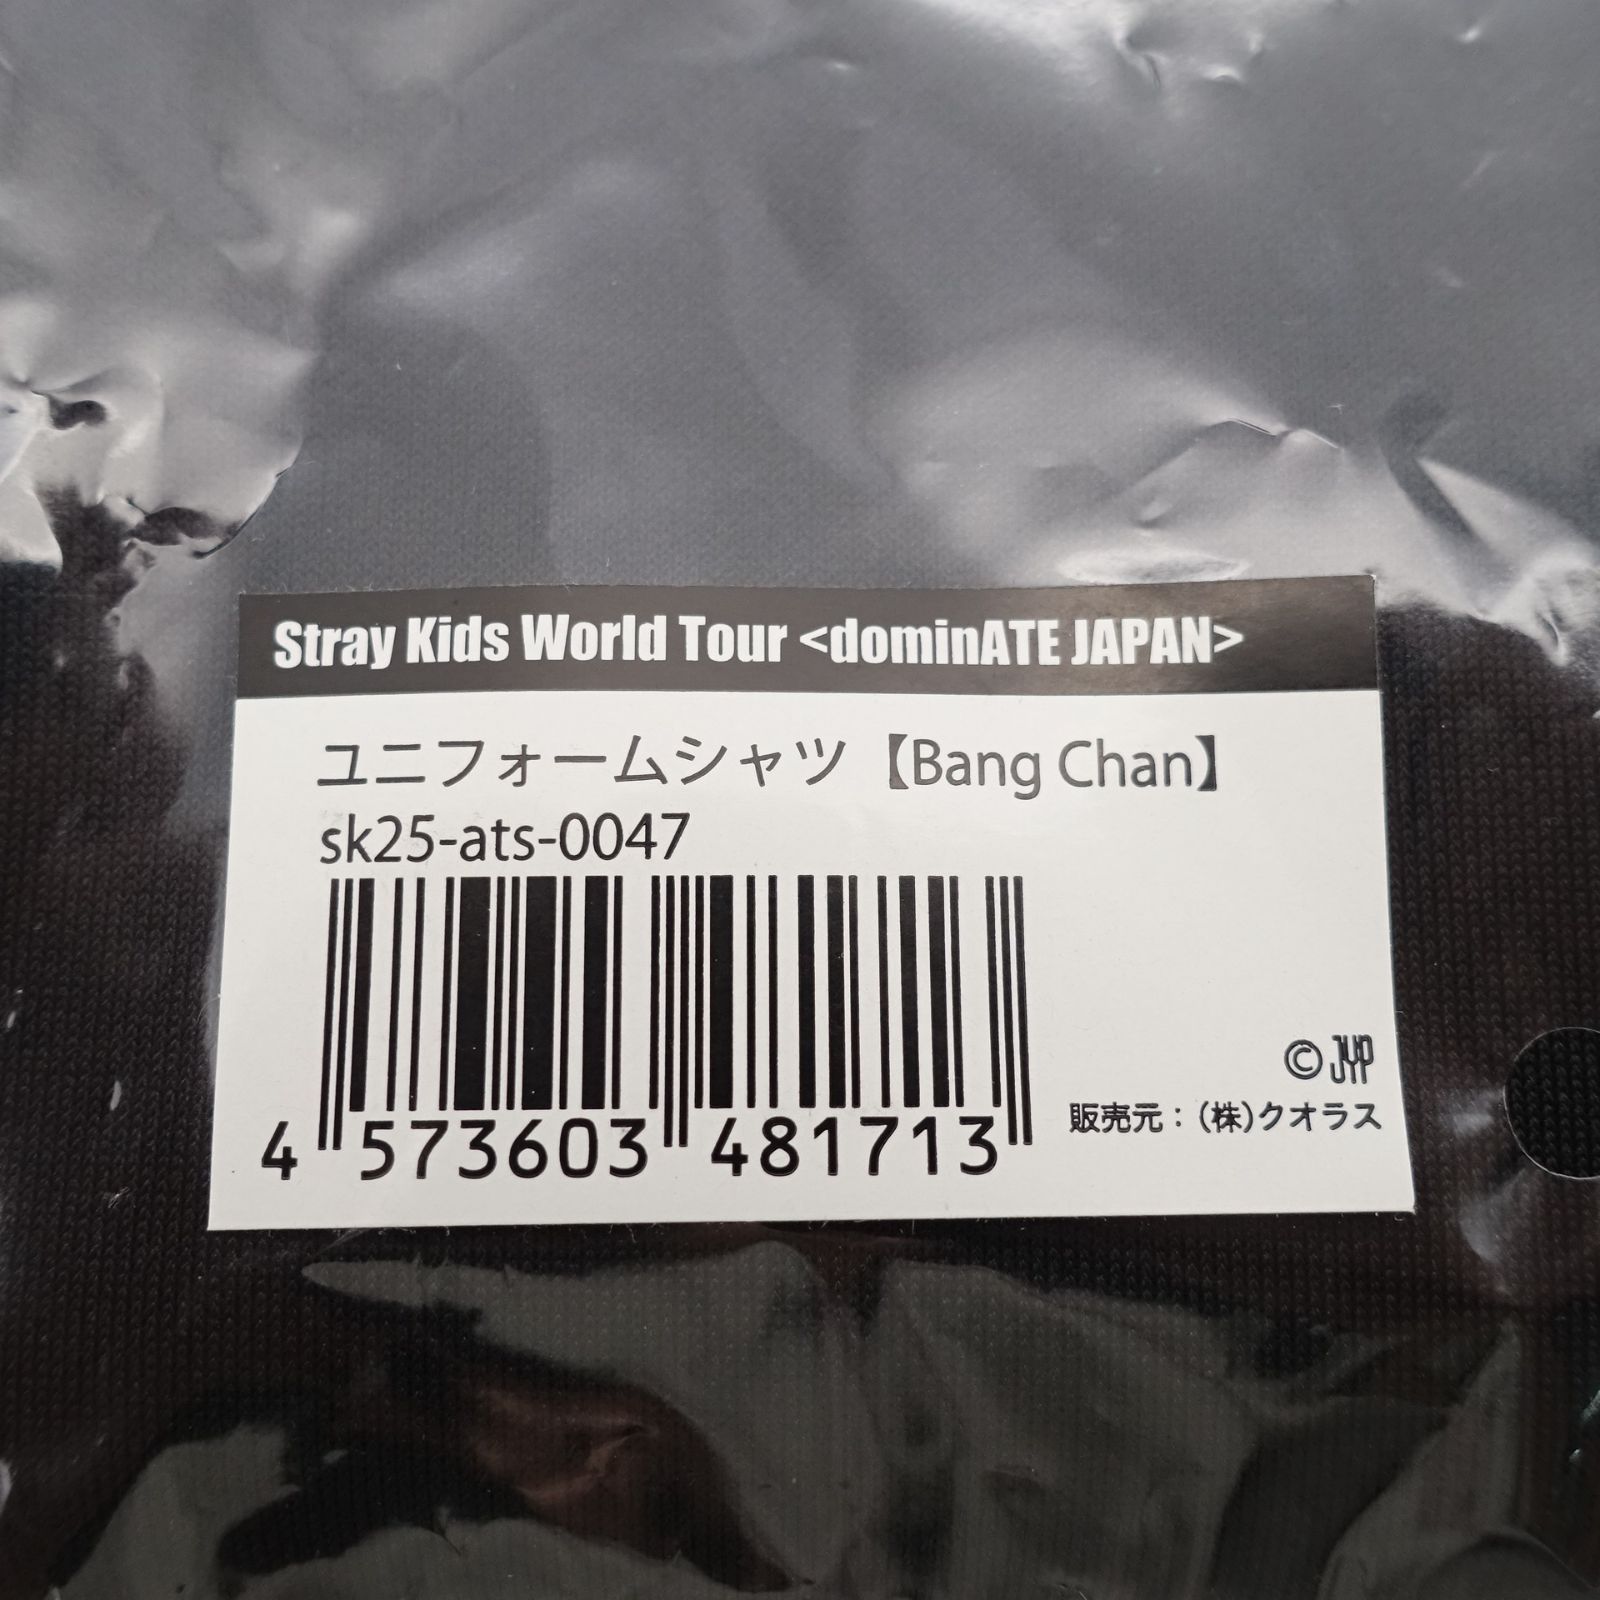 Stray Kids World Tour <dominATE JAPAN>
ユニフォームシャツ【Bang Chan】
sk25-ats-0047
© JYP
販売元：(株)クオラス
4 573603 481713